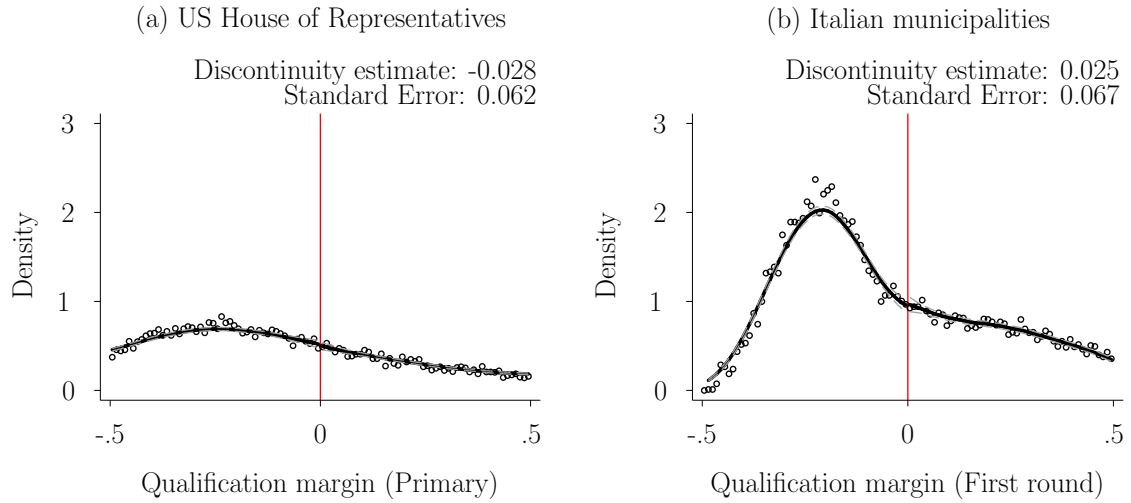 (a) US House of Representatives
Discontinuity estimate: -0.028
Standard Error: 0.062
3
2
1
0
Density
-.5
0
.5
Qualification margin (Primary)
(b) Italian municipalities
Discontinuity estimate: 0.025
Standard Error: 0.067
3
2
1
0
Density
-.5
0
.5
Qualification margin (First round)